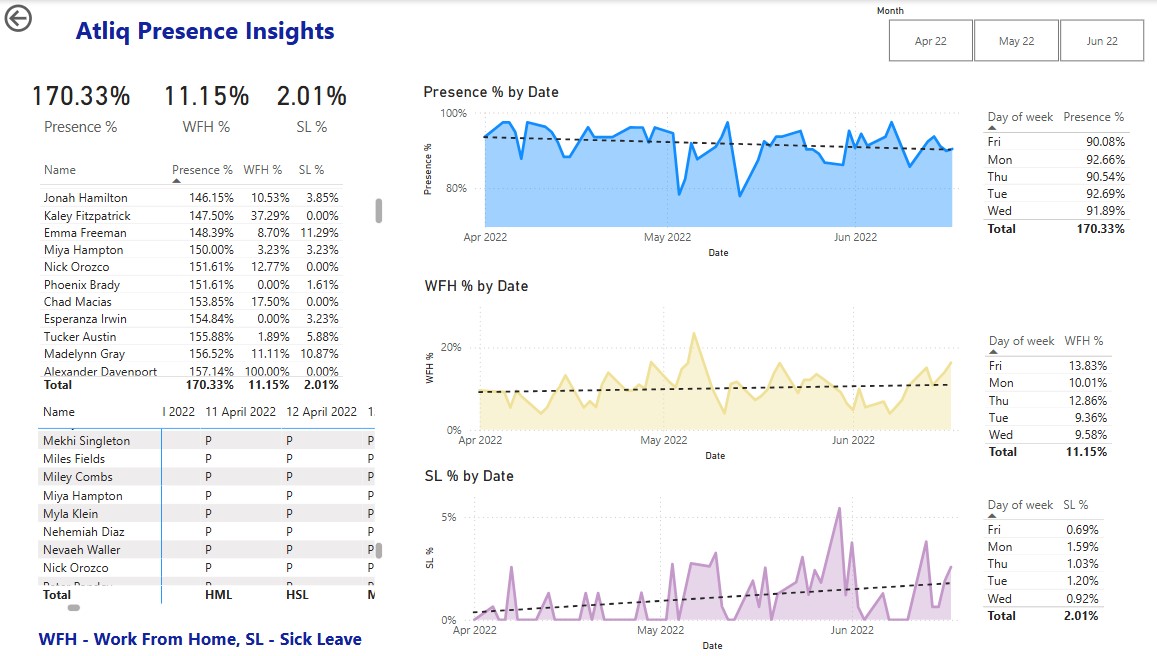 Atliq Presence Insights
Month
Apr 22 May 22 Jun 22
170.33% 11.15% 2.01%
Presence % WFH % SL %
Name Presence % WFH % SL %
Jonah Hamilton 146.15% 10.53% 3.85%
Kaley Fitzpatrick 147.50% 37.29% 0.00%
Emma Freeman 148.39% 8.70% 11.29%
Miya Hampton 150.00% 3.23% 3.23%
Nick Orozco 151.61% 12.77% 0.00%
Phoenix Brady 151.61% 0.00% 1.61%
Chad Macias 153.85% 17.50% 0.00%
Esperanza Irwin 154.84% 0.00% 3.23%
Tucker Austin 155.88% 1.89% 5.88%
Madelynn Gray 156.52% 11.11% 10.87%
Alexander Davenport 157.14% 100.00% 0.00%
Total 170.33% 11.15% 2.01%
Name l 2022 11 April 2022 12 April 2022 1
Mekhi Singleton P P P
Miles Fields P P P
Miley Combs P P P
Miya Hampton P P P
Myla Klein P P P
Nehemiah Diaz P P P
Nevaeh Waller P P P
Nick Orozco P P P
Total HML HSL M
WFH - Work From Home, SL - Sick Leave
Presence % by Date
Presence %
100%
80%
Apr 2022 May 2022 Jun 2022
Date
Day of week Presence %
Fri 90.08%
Mon 92.66%
Thu 90.54%
Tue 92.69%
Wed 91.89%
Total 170.33%
WFH % by Date
WFH %
20%
0%
Apr 2022 May 2022 Jun 2022
Date
Day of week WFH %
Fri 13.83%
Mon 10.01%
Thu 12.86%
Tue 9.36%
Wed 9.58%
Total 11.15%
SL % by Date
SL %
5%
0%
Apr 2022 May 2022 Jun 2022
Date
Day of week SL %
Fri 0.69%
Mon 1.59%
Thu 1.03%
Tue 1.20%
Wed 0.92%
Total 2.01%